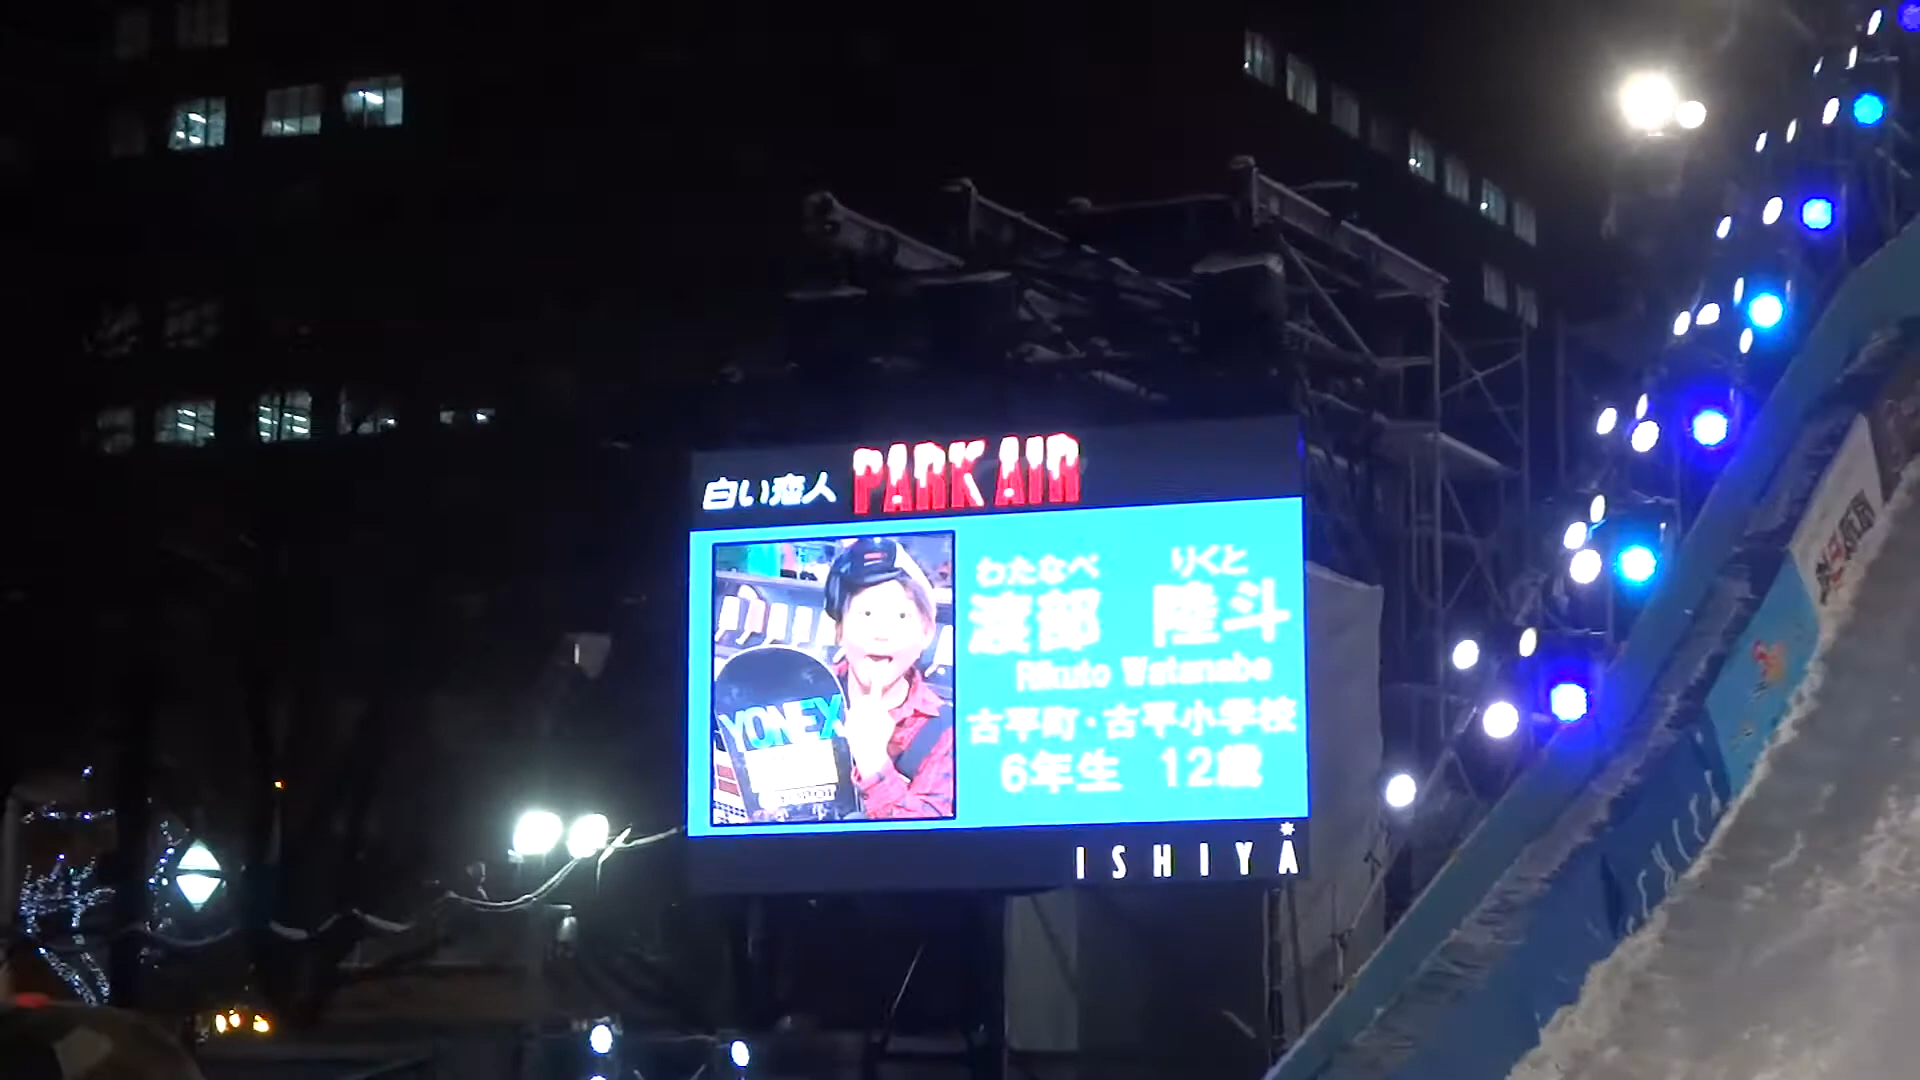 白い恋人 PARK AIR
わたなべ りくと
渡部 陸斗
Rikuto Watanabe
古平町・古平小学校
6年生 12歳
YONEX
ISHIYA